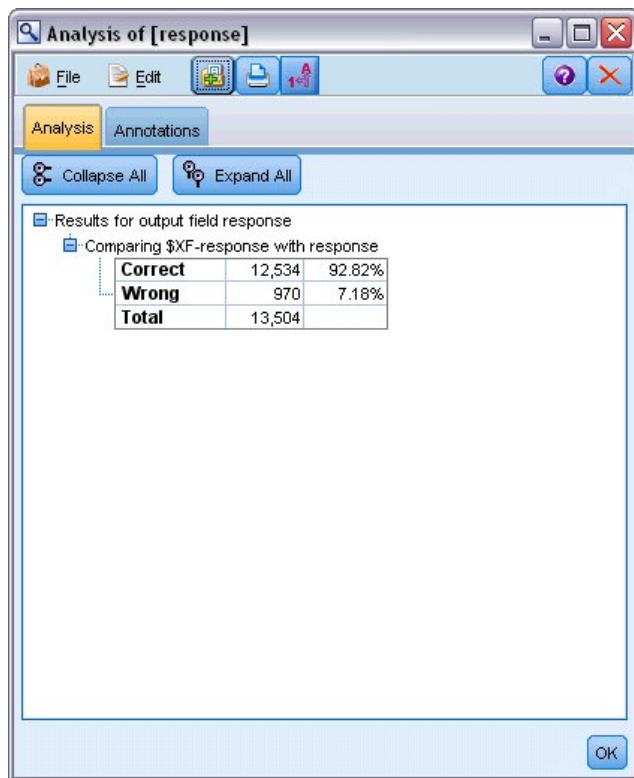 Analysis of [response]
File Edit
Analysis Annotations
Collapse All Expand All
Results for output field response
Comparing $XF-response with response
Correct 12,534 92.82%
Wrong 970 7.18%
Total 13,504
OK